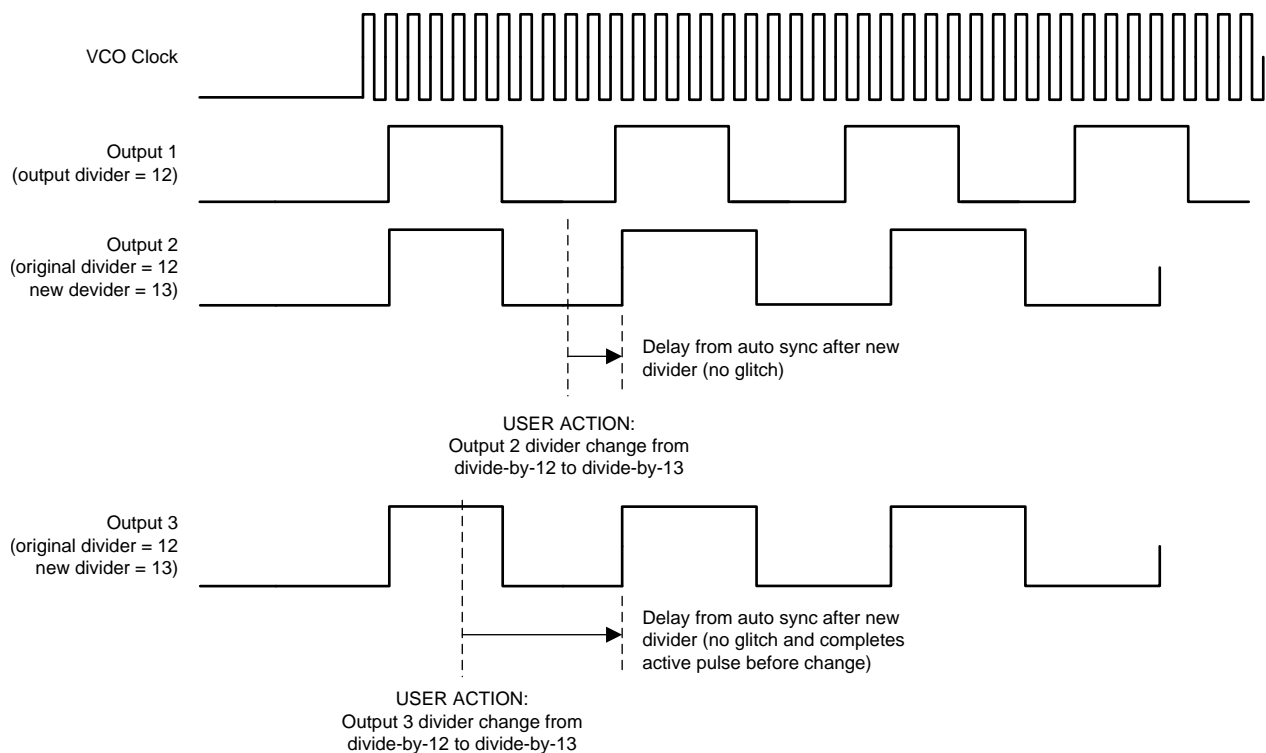 VCO Clock
Output 1
(output divider = 12)
Output 2
(original divider = 12
new devider = 13)
Delay from auto sync after new
divider (no glitch)
USER ACTION:
Output 2 divider change from
divide-by-12 to divide-by-13
Output 3
(original divider = 12
new divider = 13)
Delay from auto sync after new
divider (no glitch and completes
active pulse before change)
USER ACTION:
Output 3 divider change from
divide-by-12 to divide-by-13